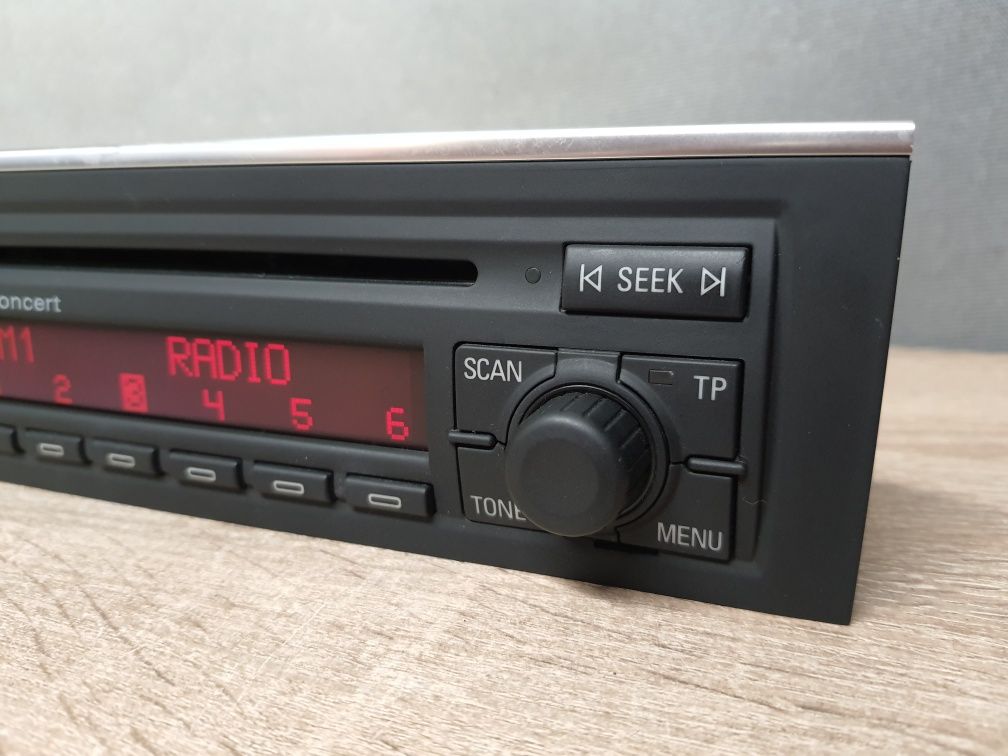 SEEK
oncert
M1 RADIO
2 3 4 5 6
SCAN
TP
TONE
MENU